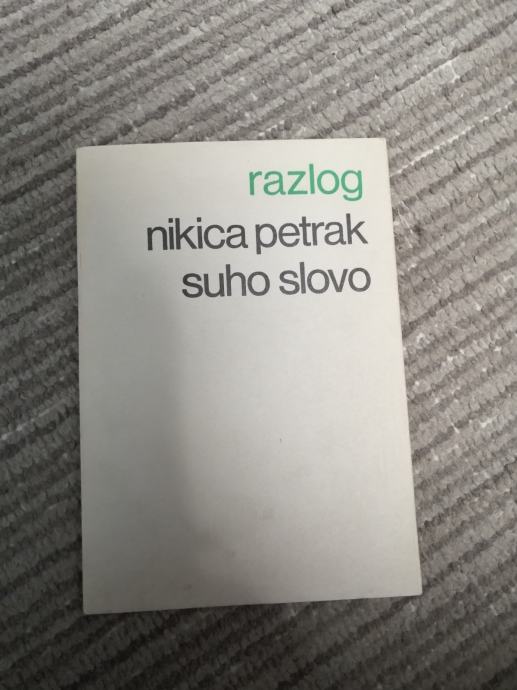 razlog
nikica petrak
suho slovo